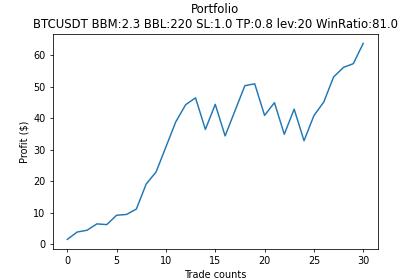 Portfolio
BTCUSDT BBM:2.3 BBL:220 SL:1.0 TP:0.8 lev:20 WinRatio:81.0
60
50
40
30
20
10
0
Profit ($)
0 5 10 15 20 25 30
Trade counts